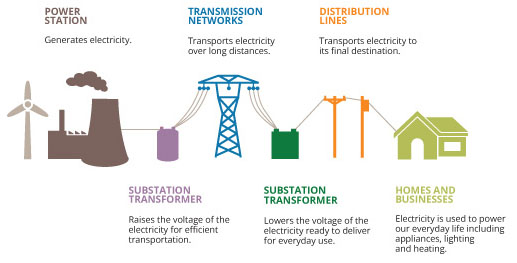 POWER
STATION
Generates electricity.
TRANSMISSION
NETWORKS
Transports electricity
over long distances.
DISTRIBUTION
LINES
Transports electricity to
its final destination.
SUBSTATION
TRANSFORMER
Raises the voltage of the
electricity for efficient
transportation.
SUBSTATION
TRANSFORMER
Lowers the voltage of the
electricity ready to deliver
for everyday use.
HOMES AND
BUSINESSES
Electricity is used to power
our everyday life including
appliances, lighting
and heating.